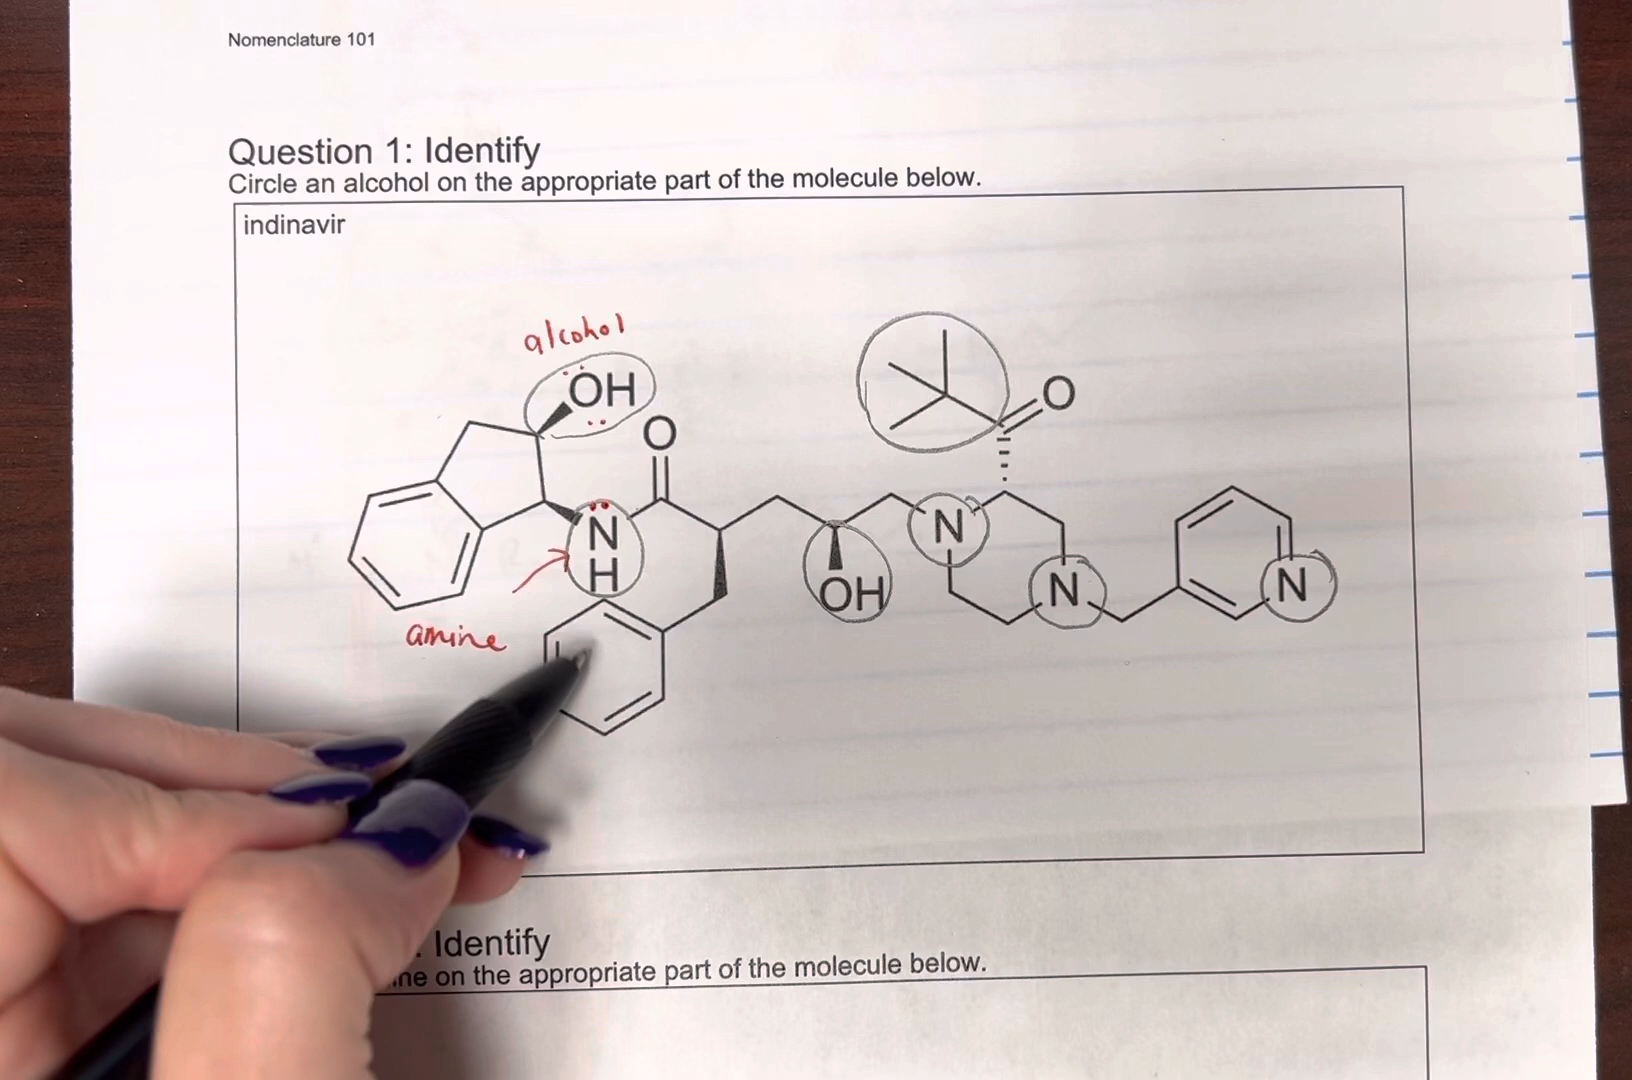 Nomenclature 101
Question 1: Identify
Circle an alcohol on the appropriate part of the molecule below.
indinavir
alcohol
OH
O
O
N
H
amine
OH
N
N
N
Identify
on the appropriate part of the molecule below.